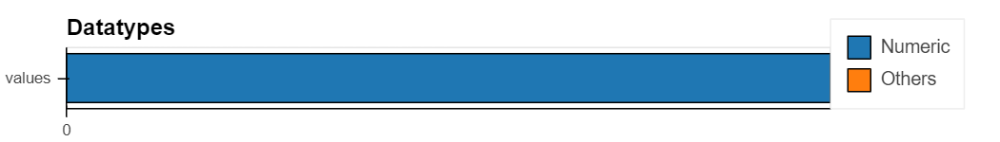 Datatypes
values
0
Numeric
Others